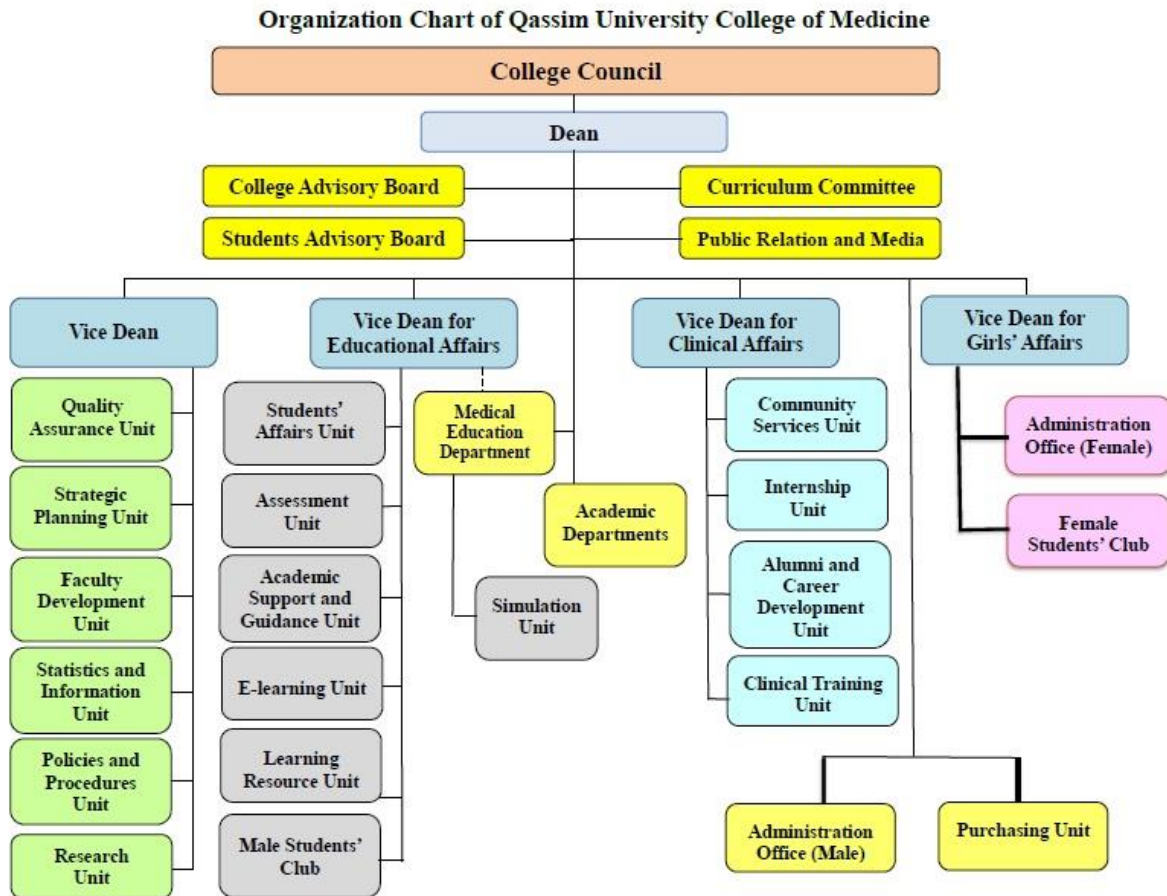 Organization Chart of Qassim University College of Medicine
College Council
Dean
College Advisory Board
Curriculum Committee
Students Advisory Board
Public Relation and Media
Vice Dean
Vice Dean for
Educational Affairs
Vice Dean for
Clinical Affairs
Vice Dean for
Girls' Affairs
Quality
Assurance Unit
Strategic
Planning Unit
Faculty
Development
Unit
Statistics and
Information
Unit
Policies and
Procedures
Unit
Research
Unit
Students'
Affairs Unit
Assessment
Unit
Academic
Support and
Guidance Unit
E-learning Unit
Learning
Resource Unit
Male Students'
Club
Medical
Education
Department
Academic
Departments
Simulation
Unit
Community
Services Unit
Internship
Unit
Alumni and
Career
Development
Unit
Clinical Training
Unit
Administration
Office (Female)
Female
Students' Club
Administration
Office (Male)
Purchasing Unit